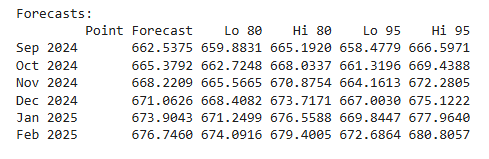 Forecasts:
Point Forecast Lo 80 Hi 80 Lo 95 Hi 95
Sep 2024 662.5375 659.8831 665.1920 658.4779 666.5971
Oct 2024 665.3792 662.7248 668.0337 661.3196 669.4388
Nov 2024 668.2209 665.5665 670.8754 664.1613 672.2805
Dec 2024 671.0626 668.4082 673.7171 667.0030 675.1222
Jan 2025 673.9043 671.2499 676.5588 669.8447 677.9640
Feb 2025 676.7460 674.0916 679.4005 672.6864 680.8057